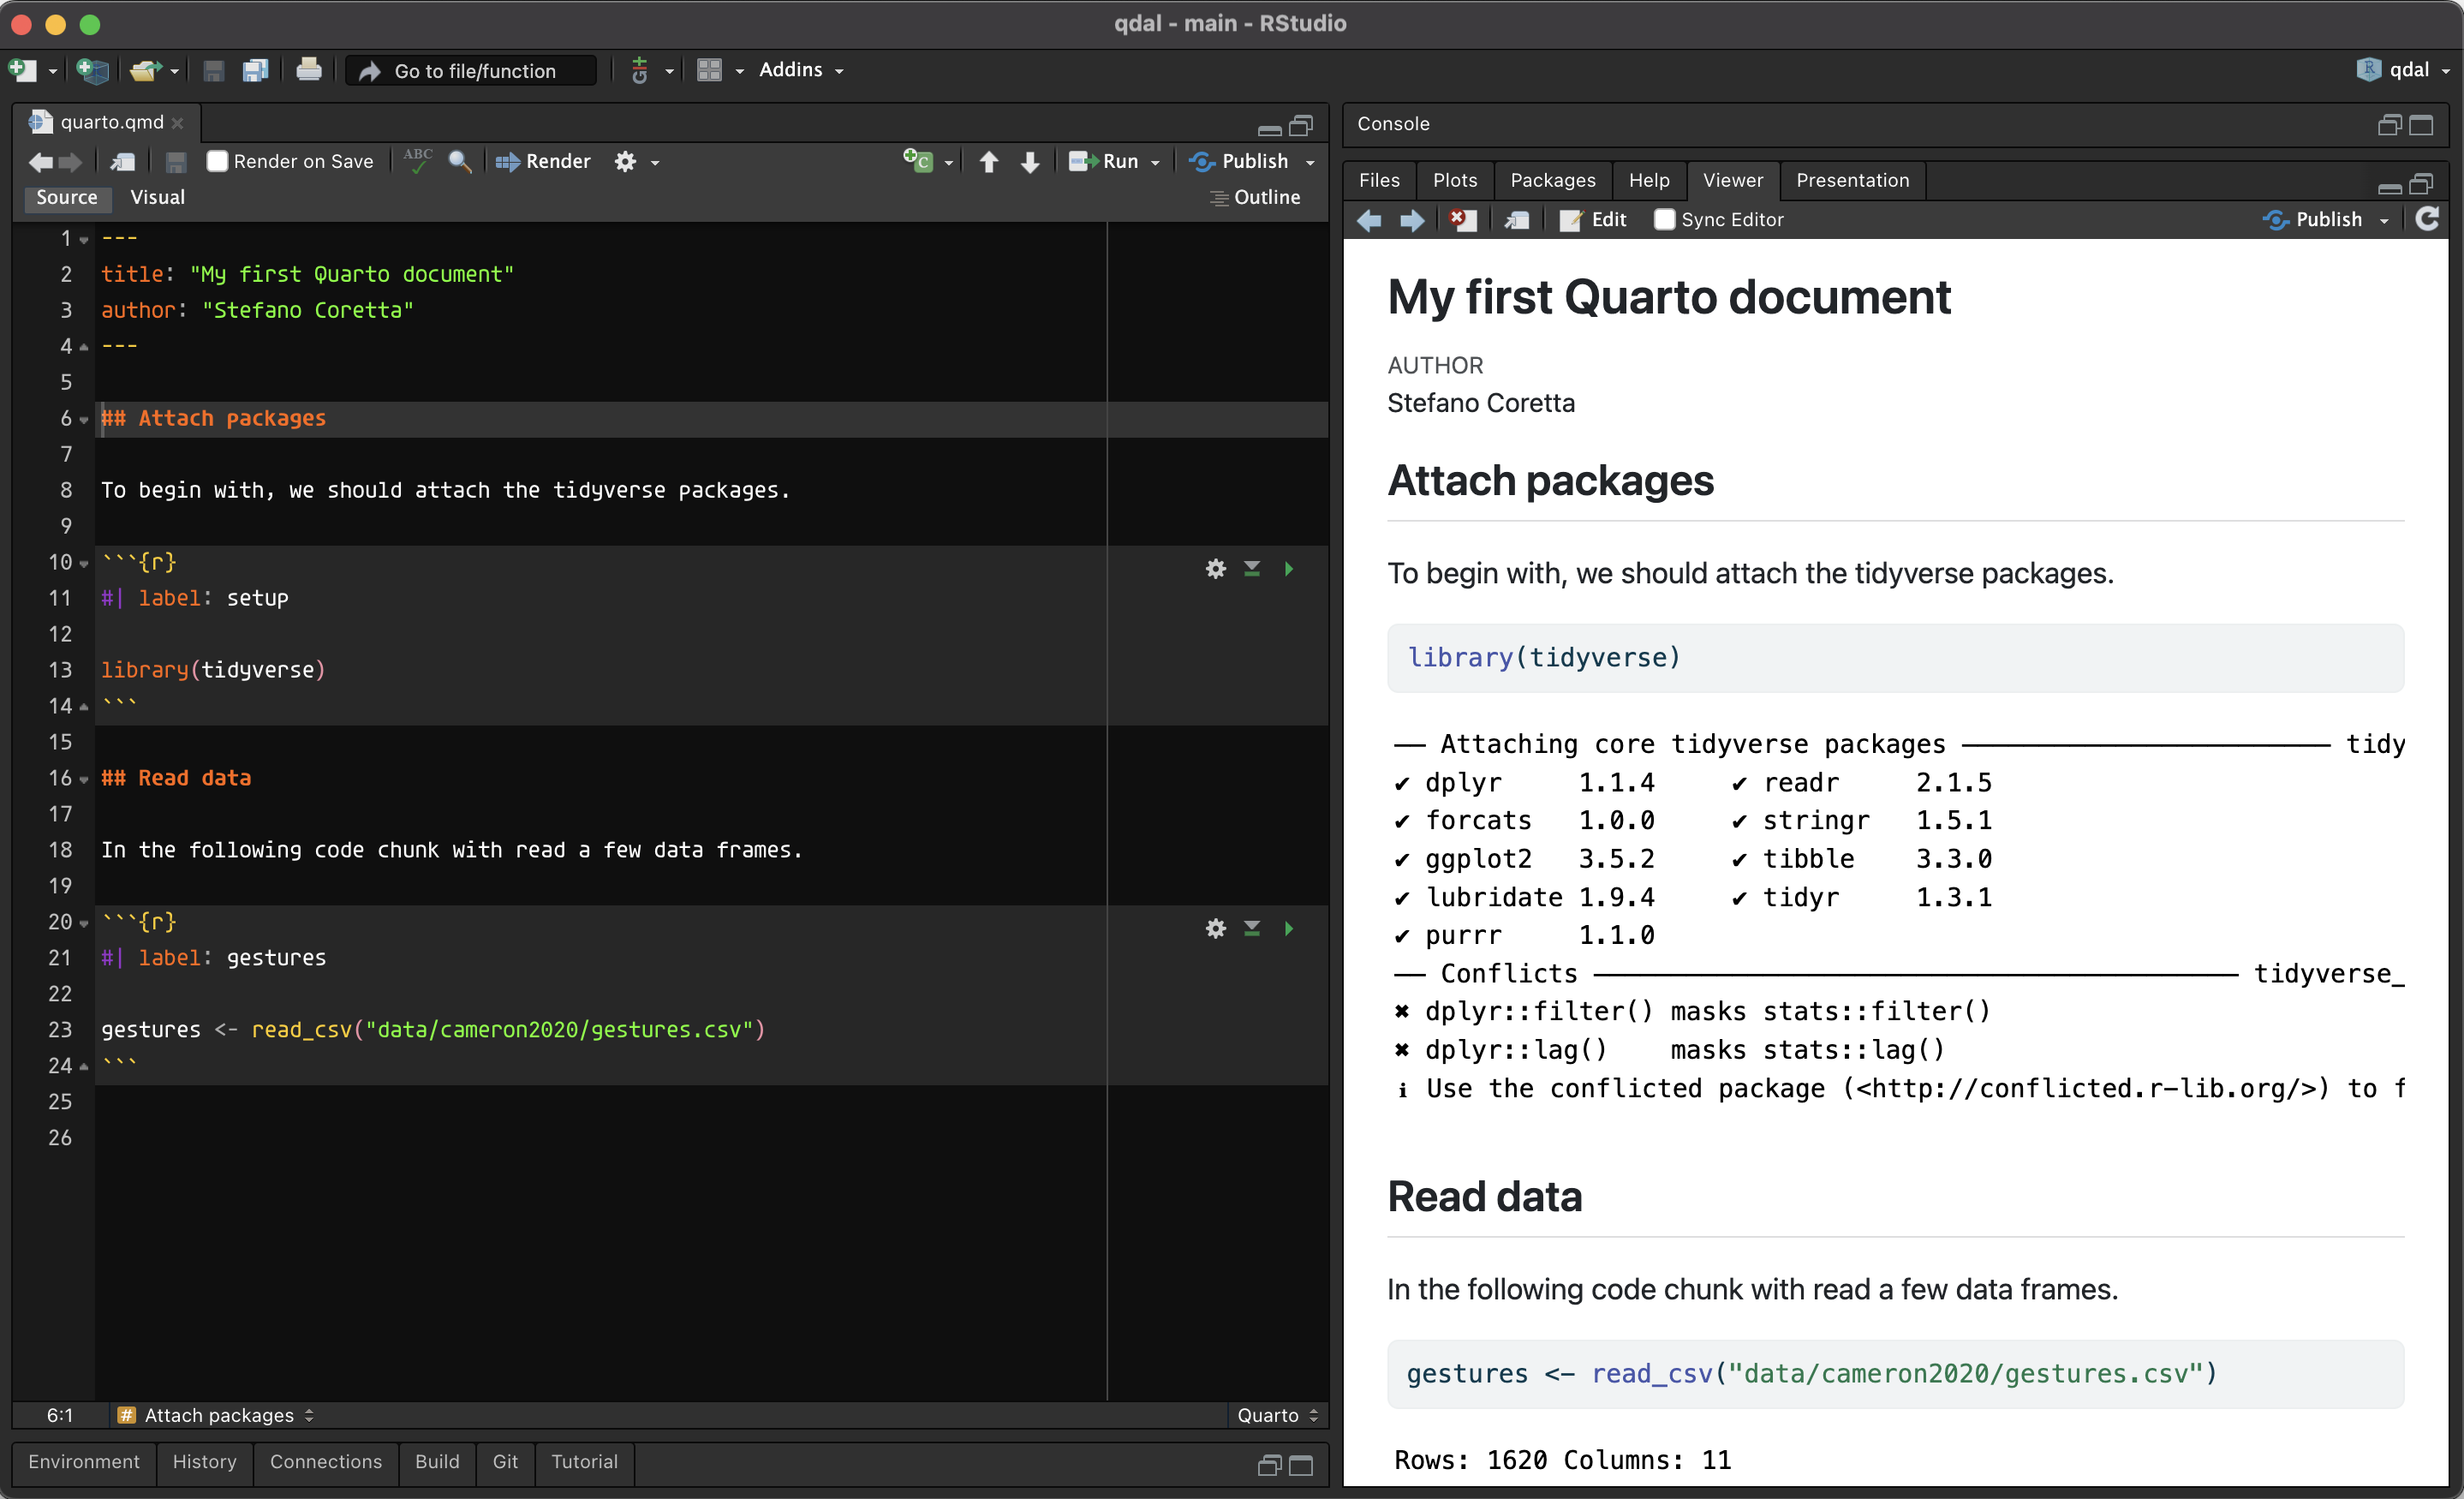 qdal - main - RStudio
Go to file/function
Addins
qdal
quarto.qmd
Render on Save
ABC
Render
Run
Publish
Source
Visual
Outline
1 ---
2 title: "My first Quarto document"
3 author: "Stefano Coretta"
4 ---
5
6 ## Attach packages
7
8 To begin with, we should attach the tidyverse packages.
9
10 ```{r}
11 #| label: setup
12
13 library(tidyverse)
14 ```
15
16 ## Read data
17
18 In the following code chunk with read a few data frames.
19
20 ```{r}
21 #| label: gestures
22
23 gestures <- read_csv("data/cameron2020/gestures.csv")
24 ```
25
26
6:1
# Attach packages
Quarto
Environment
History
Connections
Build
Git
Tutorial
Console
Files
Plots
Packages
Help
Viewer
Presentation
Edit
Sync Editor
Publish
My first Quarto document
AUTHOR
Stefano Coretta
Attach packages
To begin with, we should attach the tidyverse packages.
library(tidyverse)
── Attaching core tidyverse packages ──────────────────────── tidy
✔ dplyr     1.1.4     ✔ readr     2.1.5
✔ forcats   1.0.0     ✔ stringr   1.5.1
✔ ggplot2   3.5.2     ✔ tibble    3.3.0
✔ lubridate 1.9.4     ✔ tidyr     1.3.1
✔ purrr     1.1.0
── Conflicts ────────────────────────────────────────── tidyverse_
✖ dplyr::filter() masks stats::filter()
✖ dplyr::lag()    masks stats::lag()
ℹ Use the conflicted package (<http://conflicted.r-lib.org/>) to f
Read data
In the following code chunk with read a few data frames.
gestures <- read_csv("data/cameron2020/gestures.csv")
Rows: 1620 Columns: 11